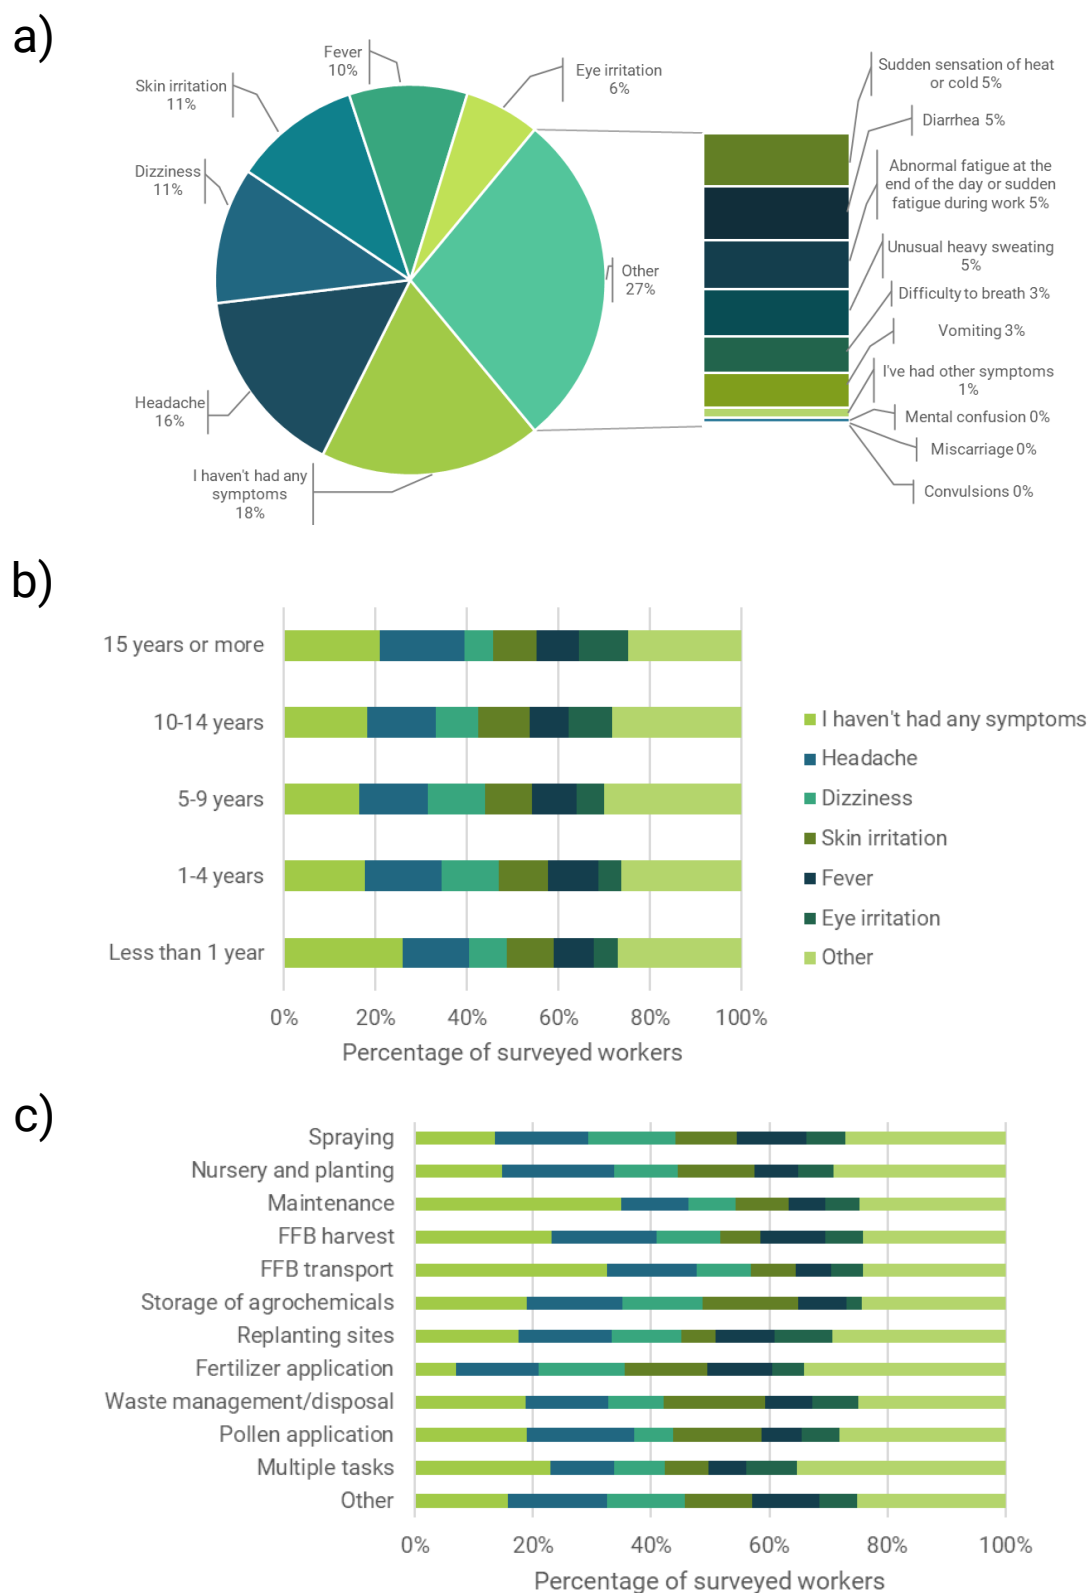 a)
Fever
10%
Eye irritation
6%
Skin irritation
11%
Dizziness
11%
Other
27%
Headache
16%
I haven't had any
symptoms
18%
Sudden sensation of heat
or cold 5%
Diarrhea 5%
Abnormal fatigue at the
end of the day or sudden
fatigue during work 5%
Unusual heavy sweating
5%
Difficulty to breath 3%
Vomiting 3%
I've had other symptoms
1%
Mental confusion 0%
Miscarriage 0%
Convulsions 0%
b)
15 years or more
10-14 years
5-9 years
1-4 years
Less than 1 year
0% 20% 40% 60% 80% 100%
Percentage of surveyed workers
I haven't had any symptoms
Headache
Dizziness
Skin irritation
Fever
Eye irritation
Other
c)
Spraying
Nursery and planting
Maintenance
FFB harvest
FFB transport
Storage of agrochemicals
Replanting sites
Fertilizer application
Waste management/disposal
Pollen application
Multiple tasks
Other
0% 20% 40% 60% 80% 100%
Percentage of surveyed workers